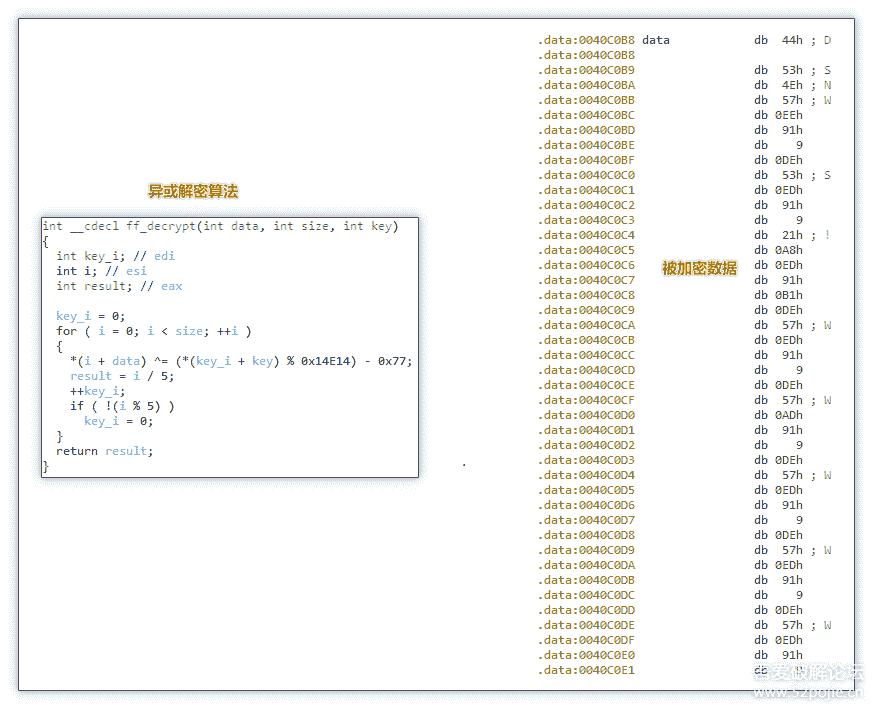 异或解密算法
int __cdecl ff_decrypt(int data, int size, int key)
{
  int key_i; // edi
  int i; // esi
  int result; // eax

  key_i = 0;
  for ( i = 0; i < size; ++i )
  {
    *(i + data) ^= (*(key_i + key) % 0x14E14) - 0x77;
    result = i / 5;
    ++key_i;
    if ( !(i % 5) )
      key_i = 0;
  }
  return result;
}
被加密数据
.data:0040C0B8 data db 44h ; D
.data:0040C0B8
.data:0040C0B9 db 53h ; S
.data:0040C0BA db 4Eh ; N
.data:0040C0BB db 57h ; W
.data:0040C0BC db 0EEh
.data:0040C0BD db 91h
.data:0040C0BE db 9
.data:0040C0BF db 0DEh
.data:0040C0C0 db 53h ; S
.data:0040C0C1 db 0EDh
.data:0040C0C2 db 91h
.data:0040C0C3 db 9
.data:0040C0C4 db 21h ; !
.data:0040C0C5 db 0A8h
.data:0040C0C6 db 0EDh
.data:0040C0C7 db 91h
.data:0040C0C8 db 0B1h
.data:0040C0C9 db 0DEh
.data:0040C0CA db 57h ; W
.data:0040C0CB db 0EDh
.data:0040C0CC db 91h
.data:0040C0CD db 9
.data:0040C0CE db 0DEh
.data:0040C0CF db 57h ; W
.data:0040C0D0 db 0ADh
.data:0040C0D1 db 91h
.data:0040C0D2 db 9
.data:0040C0D3 db 0DEh
.data:0040C0D4 db 57h ; W
.data:0040C0D5 db 0EDh
.data:0040C0D6 db 91h
.data:0040C0D7 db 9
.data:0040C0D8 db 0DEh
.data:0040C0D9 db 57h ; W
.data:0040C0DA db 0EDh
.data:0040C0DB db 91h
.data:0040C0DC db 9
.data:0040C0DD db 0DEh
.data:0040C0DE db 57h ; W
.data:0040C0DF db 0EDh
.data:0040C0E0 db 91h
.data:0040C0E1 db
吾爱破解论坛
www.52pojie.cn